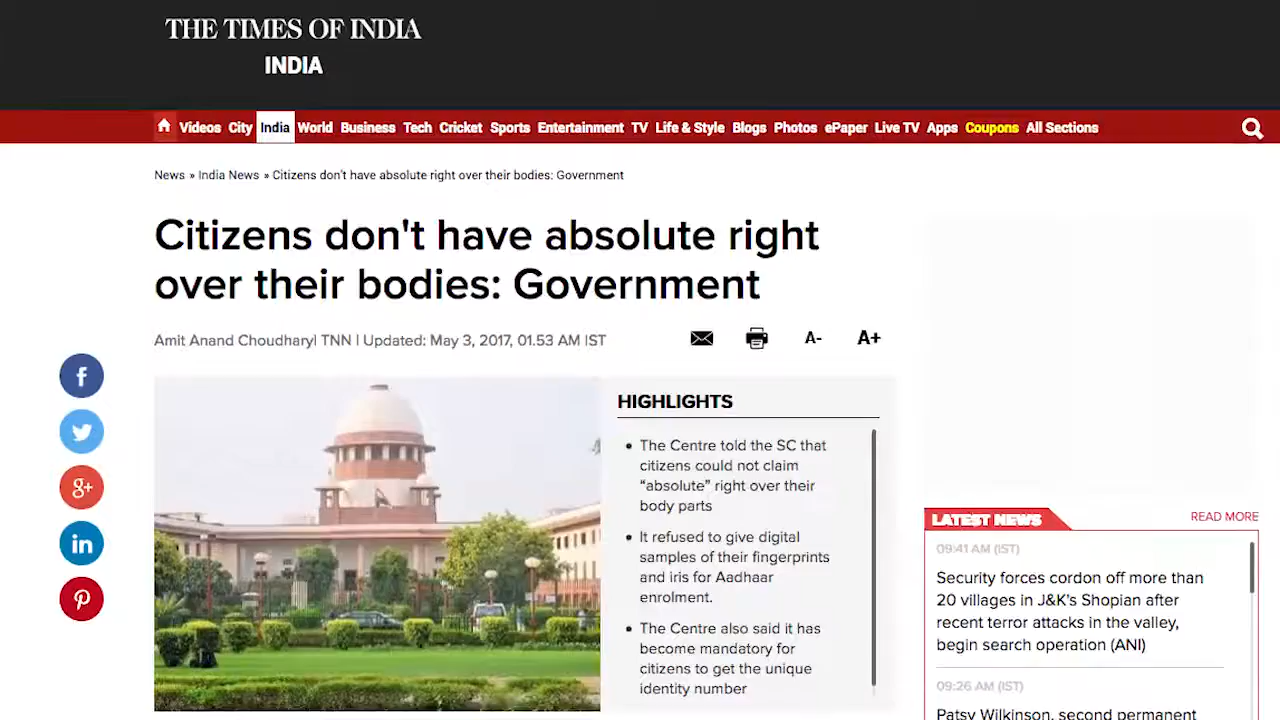 THE TIMES OF INDIA
INDIA
Videos City India World Business Tech Cricket Sports Entertainment TV Life & Style Blogs Photos ePaper Live TV Apps Coupons All Sections
News » India News » Citizens don't have absolute right over their bodies: Government
Citizens don't have absolute right
over their bodies: Government
Amit Anand Choudharyl TNN | Updated: May 3, 2017, 01.53 AM IST
A- A+
f
g+
in
HIGHLIGHTS
• The Centre told the SC that
citizens could not claim
“absolute” right over their
body parts
• It refused to give digital
samples of their fingerprints
and iris for Aadhaar
enrolment.
• The Centre also said it has
become mandatory for
citizens to get the unique
identity number
LATEST NEWS
READ MORE
09:41 AM (IST)
Security forces cordon off more than
20 villages in J&K's Shopian after
recent terror attacks in the valley,
begin search operation (ANI)
09:26 AM (IST)
Patsy Wilkinson, second permanent